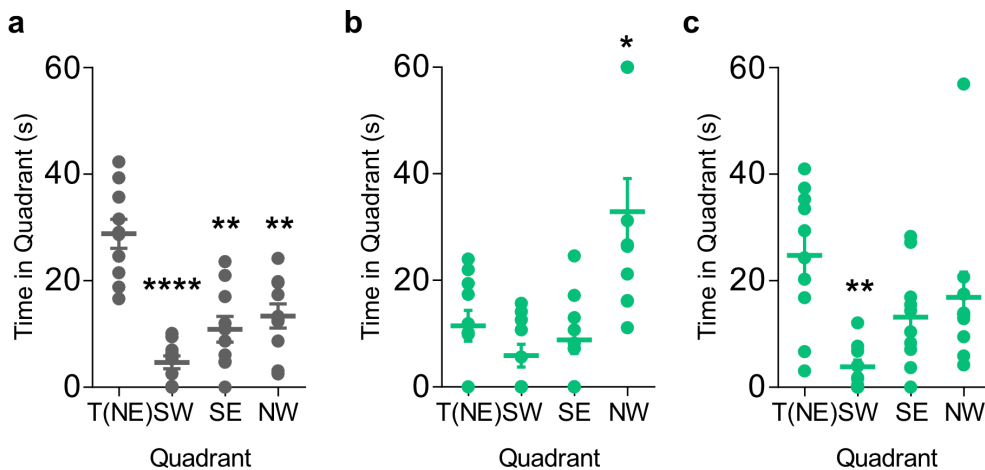 a
Time in Quadrant (s)
60
40
20
0
****
**
**
T(NE) SW SE NW
Quadrant
b
Time in Quadrant (s)
60
40
20
0
*
T(NE) SW SE NW
Quadrant
c
Time in Quadrant (s)
60
40
20
0
**
T(NE) SW SE NW
Quadrant